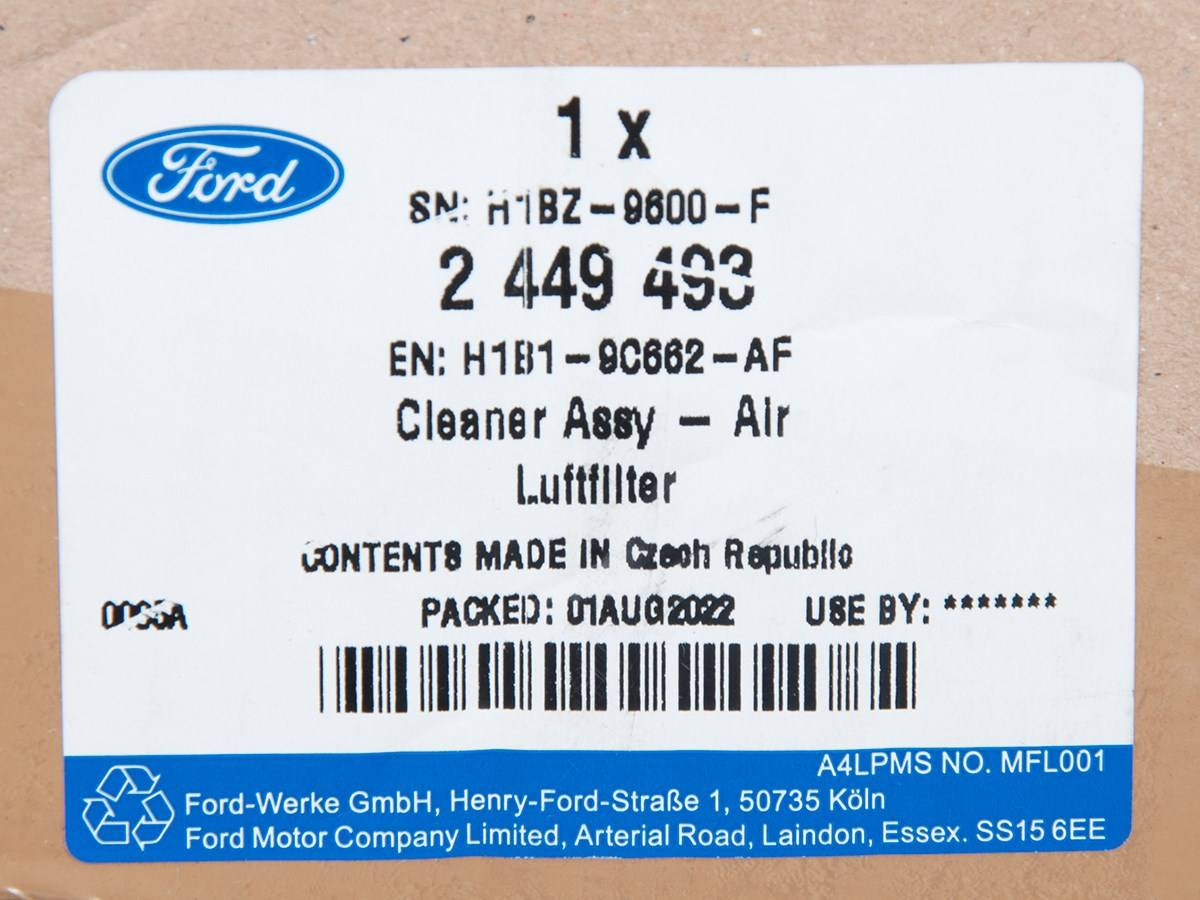 Ford
1 x
SN: H1BZ-9600-F
2 449 493
EN: H1B1-9C662-AF
Cleaner Assy - Air
Luftfilter
CONTENTS MADE IN Czech Republic
PACKED: 01AUG2022 USE BY: *******
A4LPMS NO. MFL001
Ford-Werke GmbH, Henry-Ford-Straße 1, 50735 Köln
Ford Motor Company Limited, Arterial Road, Laindon, Essex. SS15 6EE